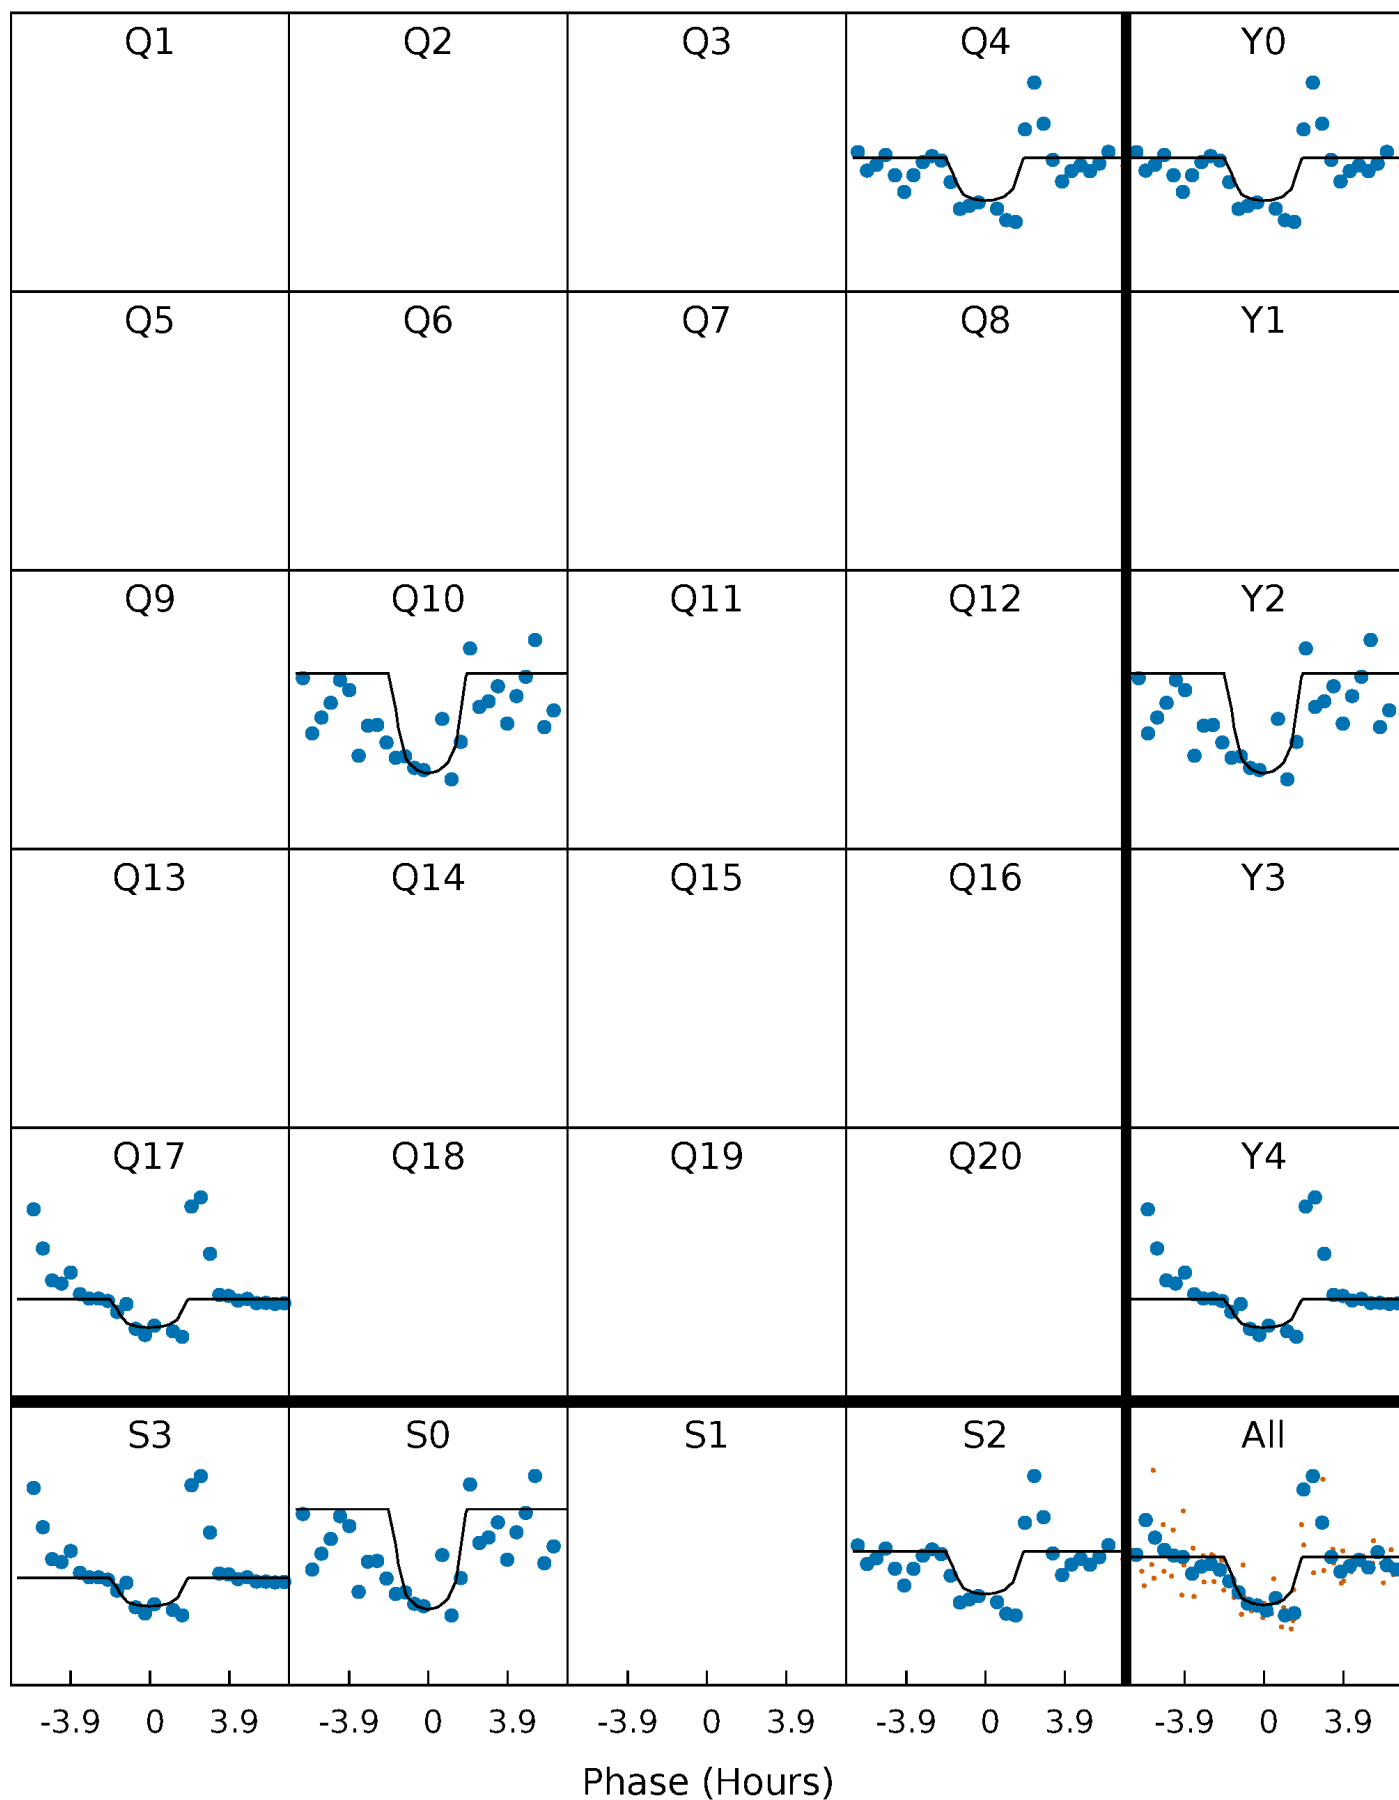 Q1 Q2 Q3 Q4 Y0
Q5 Q6 Q7 Q8 Y1
Q9 Q10 Q11 Q12 Y2
Q13 Q14 Q15 Q16 Y3
Q17 Q18 Q19 Q20 Y4
S3 S0 S1 S2 All
-3.9 0 3.9 -3.9 0 3.9 -3.9 0 3.9 -3.9 0 3.9 -3.9 0 3.9
Phase (Hours)